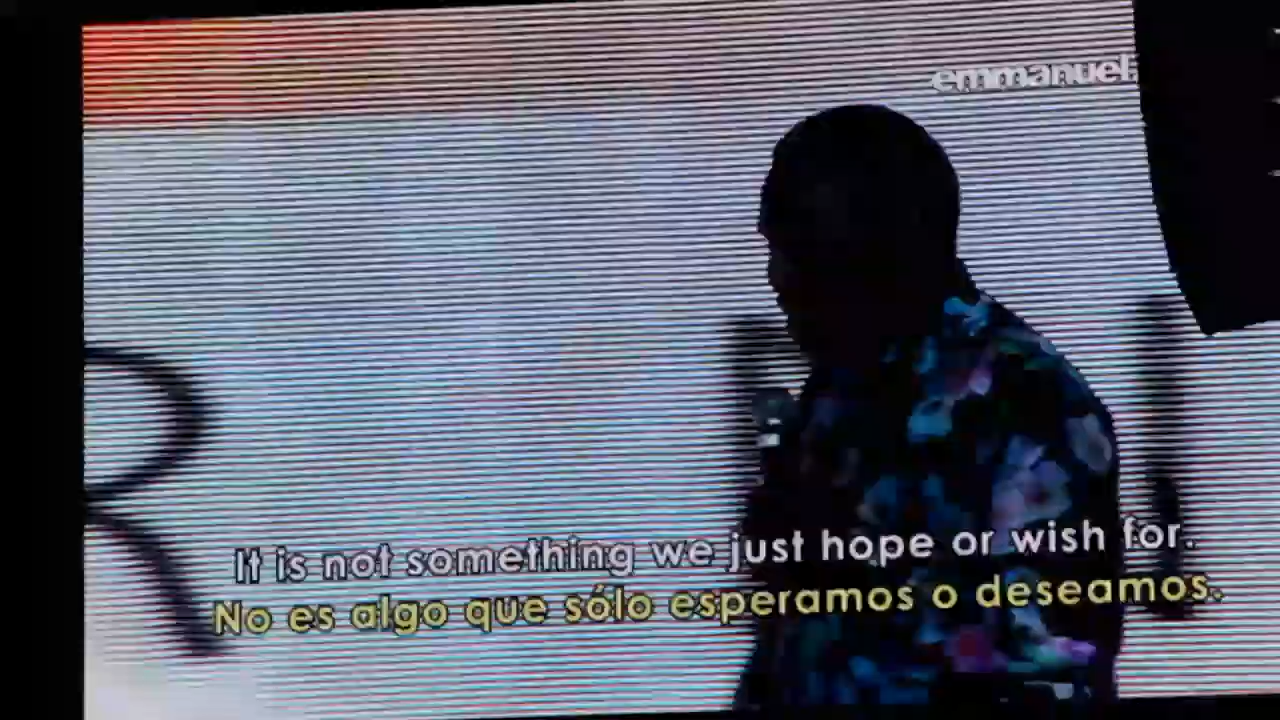 emmanuel.
It is not something we just hope or wish for.
No es algo que sólo esperamos o deseamos.